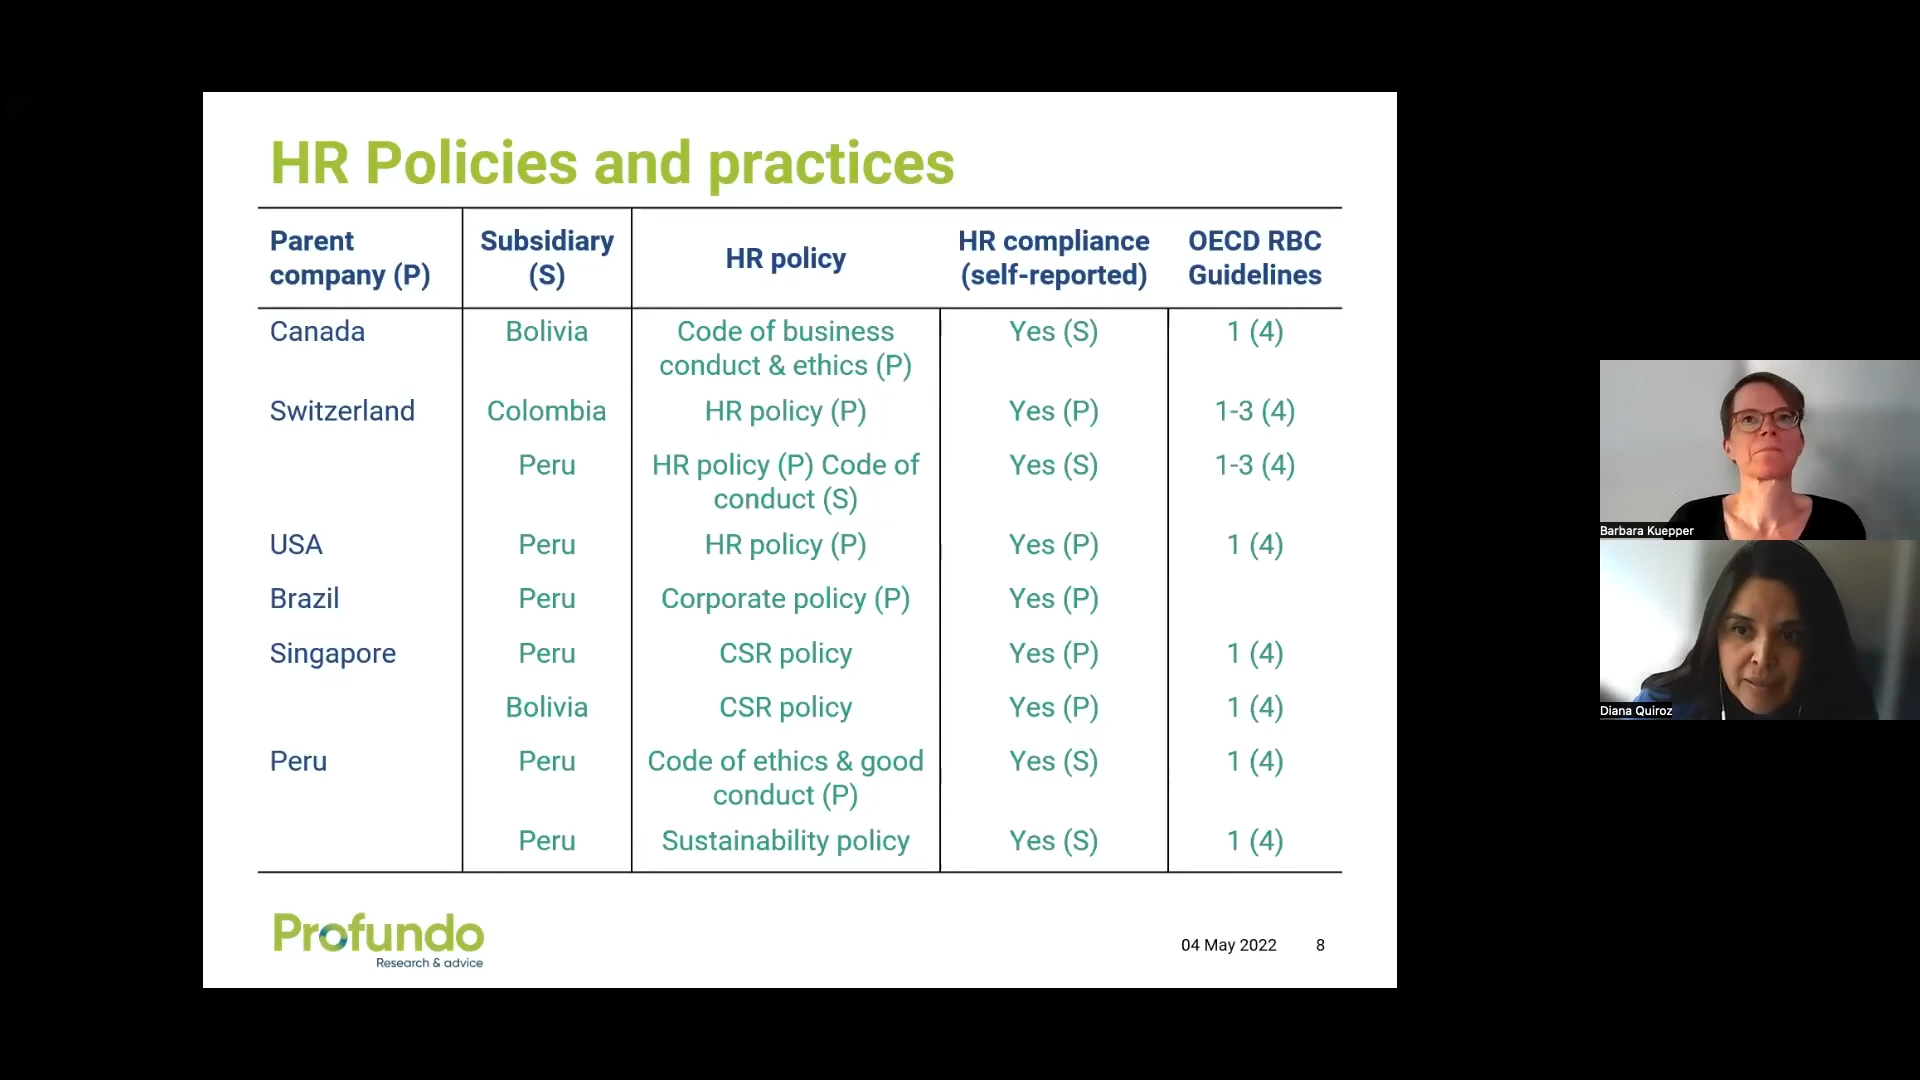 HR Policies and practices
Parent company (P) Subsidiary (S) HR policy HR compliance (self-reported) OECD RBC Guidelines
Canada Bolivia Code of business conduct & ethics (P) Yes (S) 1 (4)
Switzerland Colombia HR policy (P) Yes (P) 1-3 (4)
Peru HR policy (P) Code of conduct (S) Yes (S) 1-3 (4)
USA Peru HR policy (P) Yes (P) 1 (4)
Brazil Peru Corporate policy (P) Yes (P)
Singapore Peru CSR policy Yes (P) 1 (4)
Bolivia CSR policy Yes (P) 1 (4)
Peru Peru Code of ethics & good conduct (P) Yes (S) 1 (4)
Peru Sustainability policy Yes (S) 1 (4)
Profundo
Research & advice
04 May 2022 8
Barbara Kuepper
Diana Quiroz